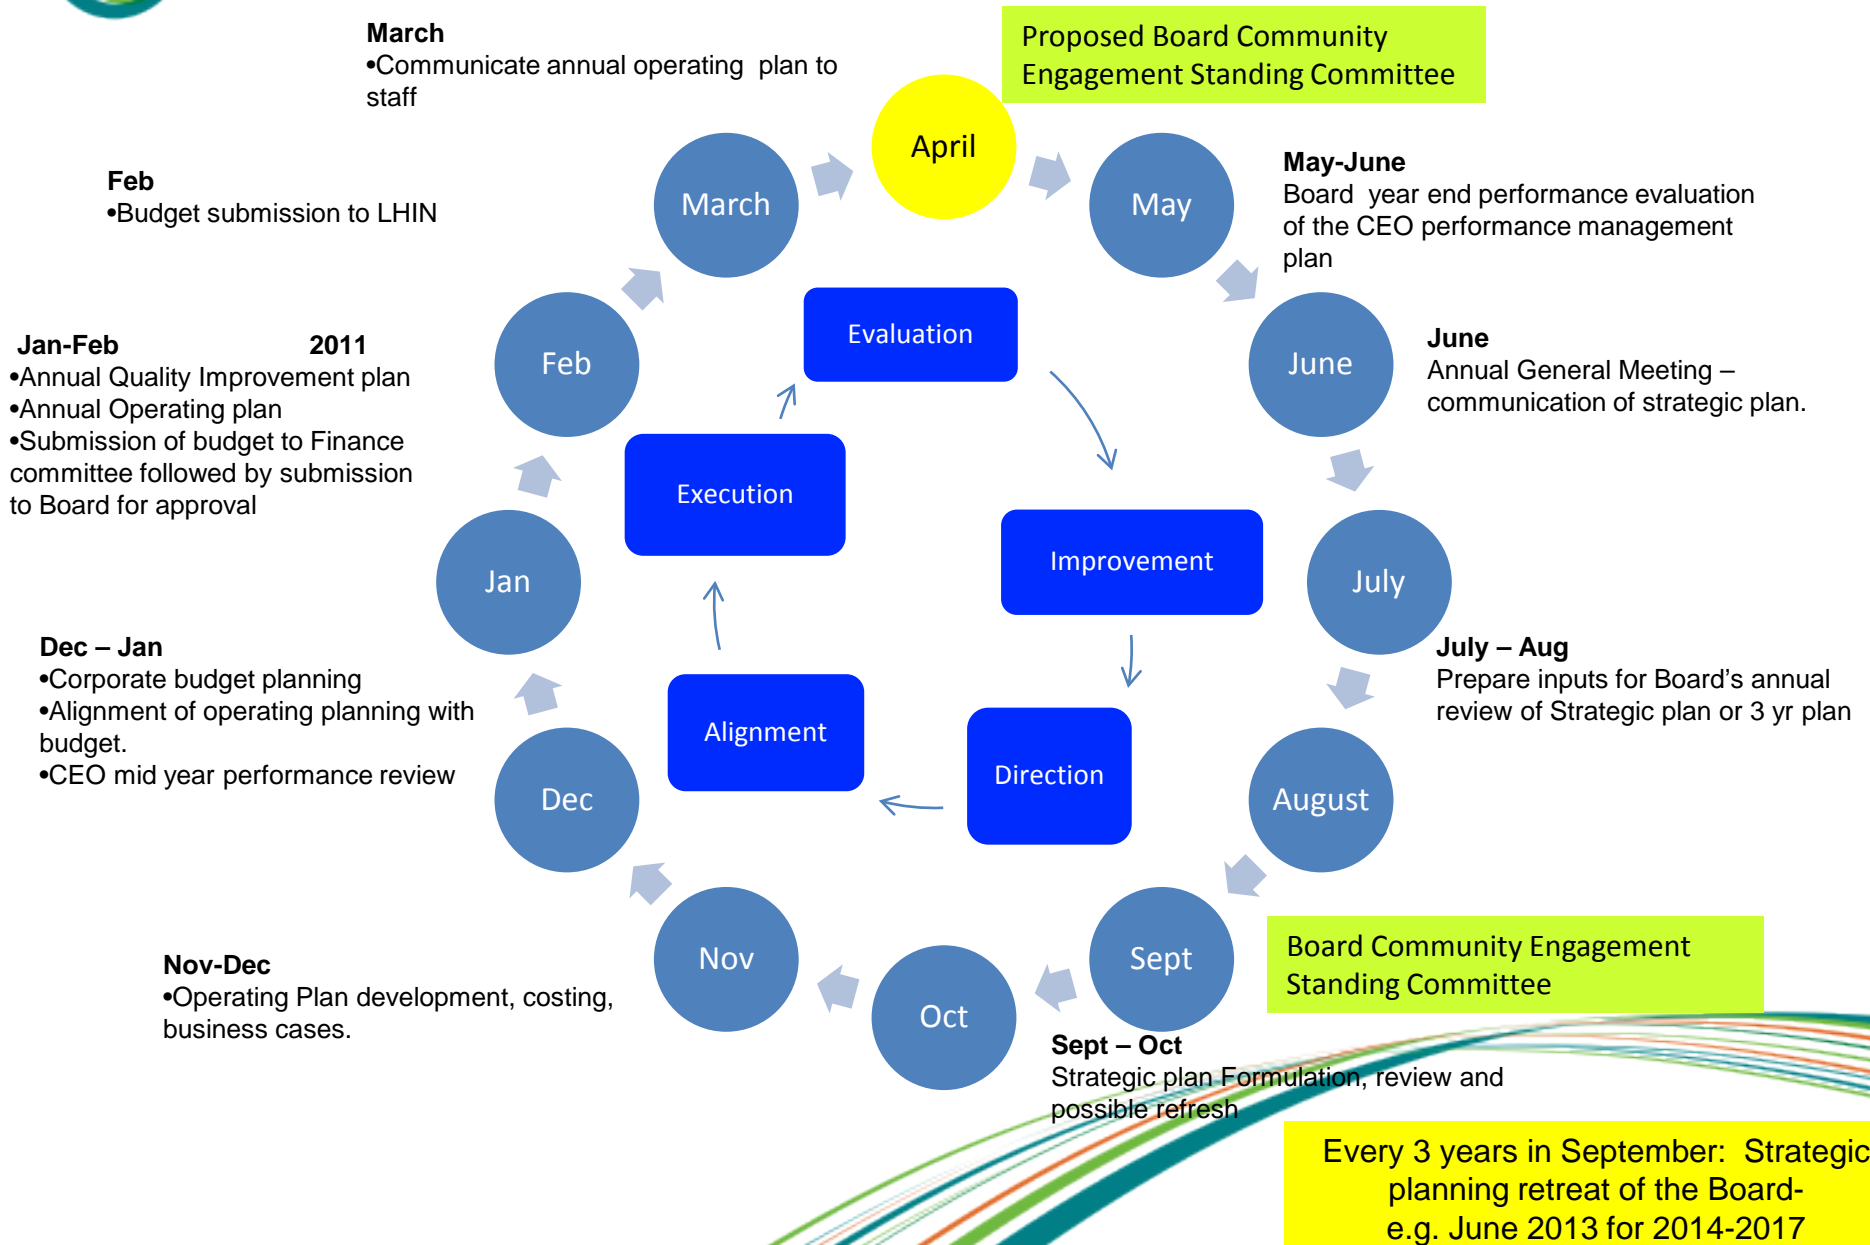 March
•Communicate annual operating  plan to
staff
Proposed Board Community
Engagement Standing Committee
April
May
June
July
August
Sept
Oct
Nov
Dec
Jan
Feb
March
May-June
Board  year end performance evaluation
of the CEO performance management
plan
June
Annual General Meeting –
communication of strategic plan.
July – Aug
Prepare inputs for Board’s annual
review of Strategic plan or 3 yr plan
Board Community Engagement
Standing Committee
Sept – Oct
Strategic plan Formulation, review and
possible refresh
Every 3 years in September:  Strategic
planning retreat of the Board-
e.g. June 2013 for 2014-2017
Nov-Dec
•Operating Plan development, costing,
business cases.
Dec – Jan
•Corporate budget planning
•Alignment of operating planning with
budget.
•CEO mid year performance review
Jan-Feb 2011
•Annual Quality Improvement plan
•Annual Operating plan
•Submission of budget to Finance
committee followed by submission
to Board for approval
Feb
•Budget submission to LHIN
Evaluation
Improvement
Direction
Alignment
Execution